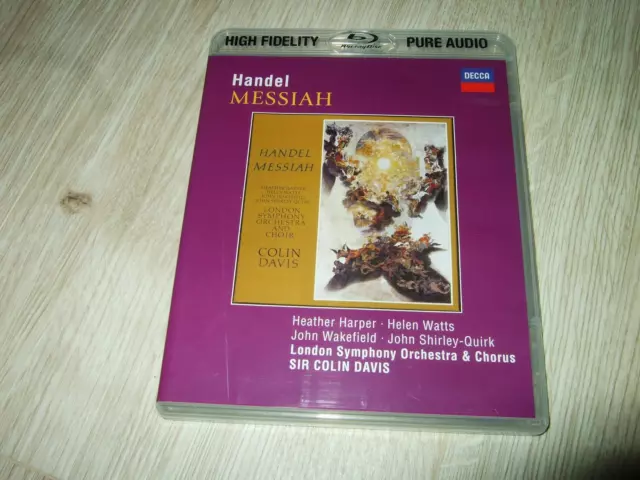 HIGH FIDELITY
PURE AUDIO
DECCA
Handel
MESSIAH
HANDEL
MESSIAH
LONDON
SYMPHONY
ORCHESTRA
AND
CHOIR
COLIN
DAVIS
Heather Harper · Helen Watts
John Wakefield · John Shirley-Quirk
London Symphony Orchestra & Chorus
SIR COLIN DAVIS